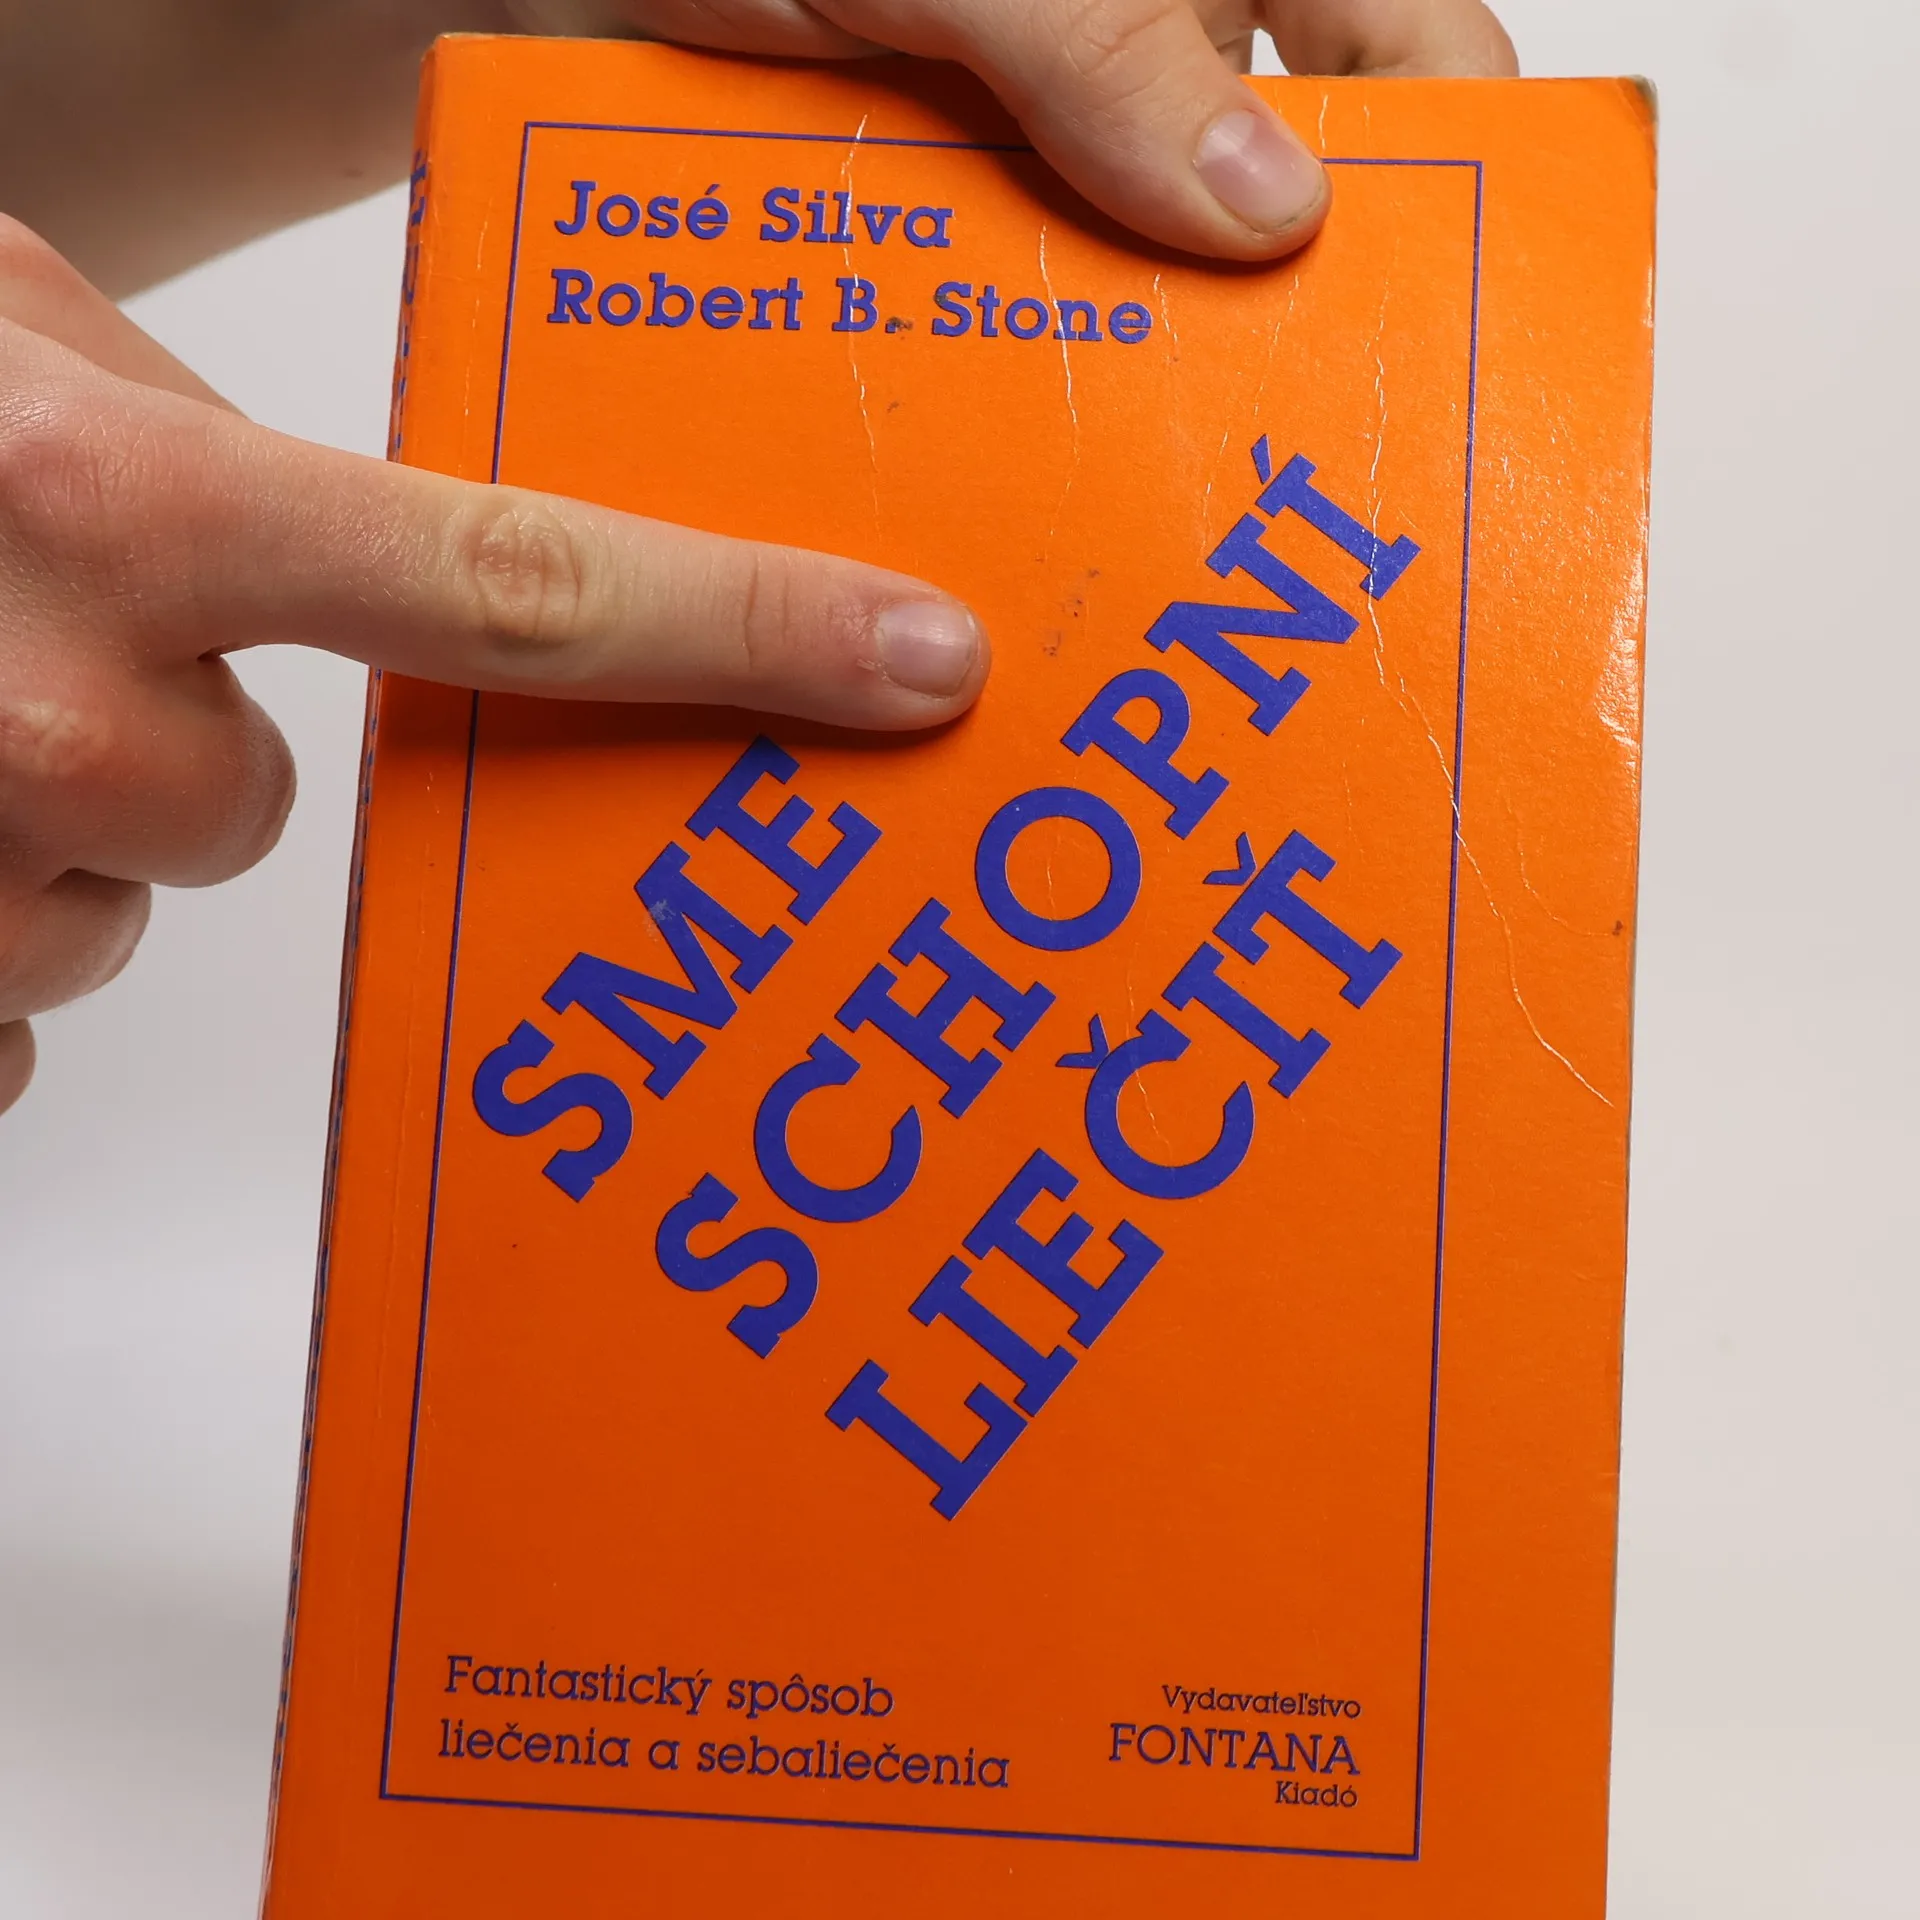 José Silva
Robert B. Stone
SME
SCHOPNÍ
LIEČIŤ
Fantastický spôsob
liečenia a sebaliečenia
Vydavateľstvo
FONTANA
Kiadó